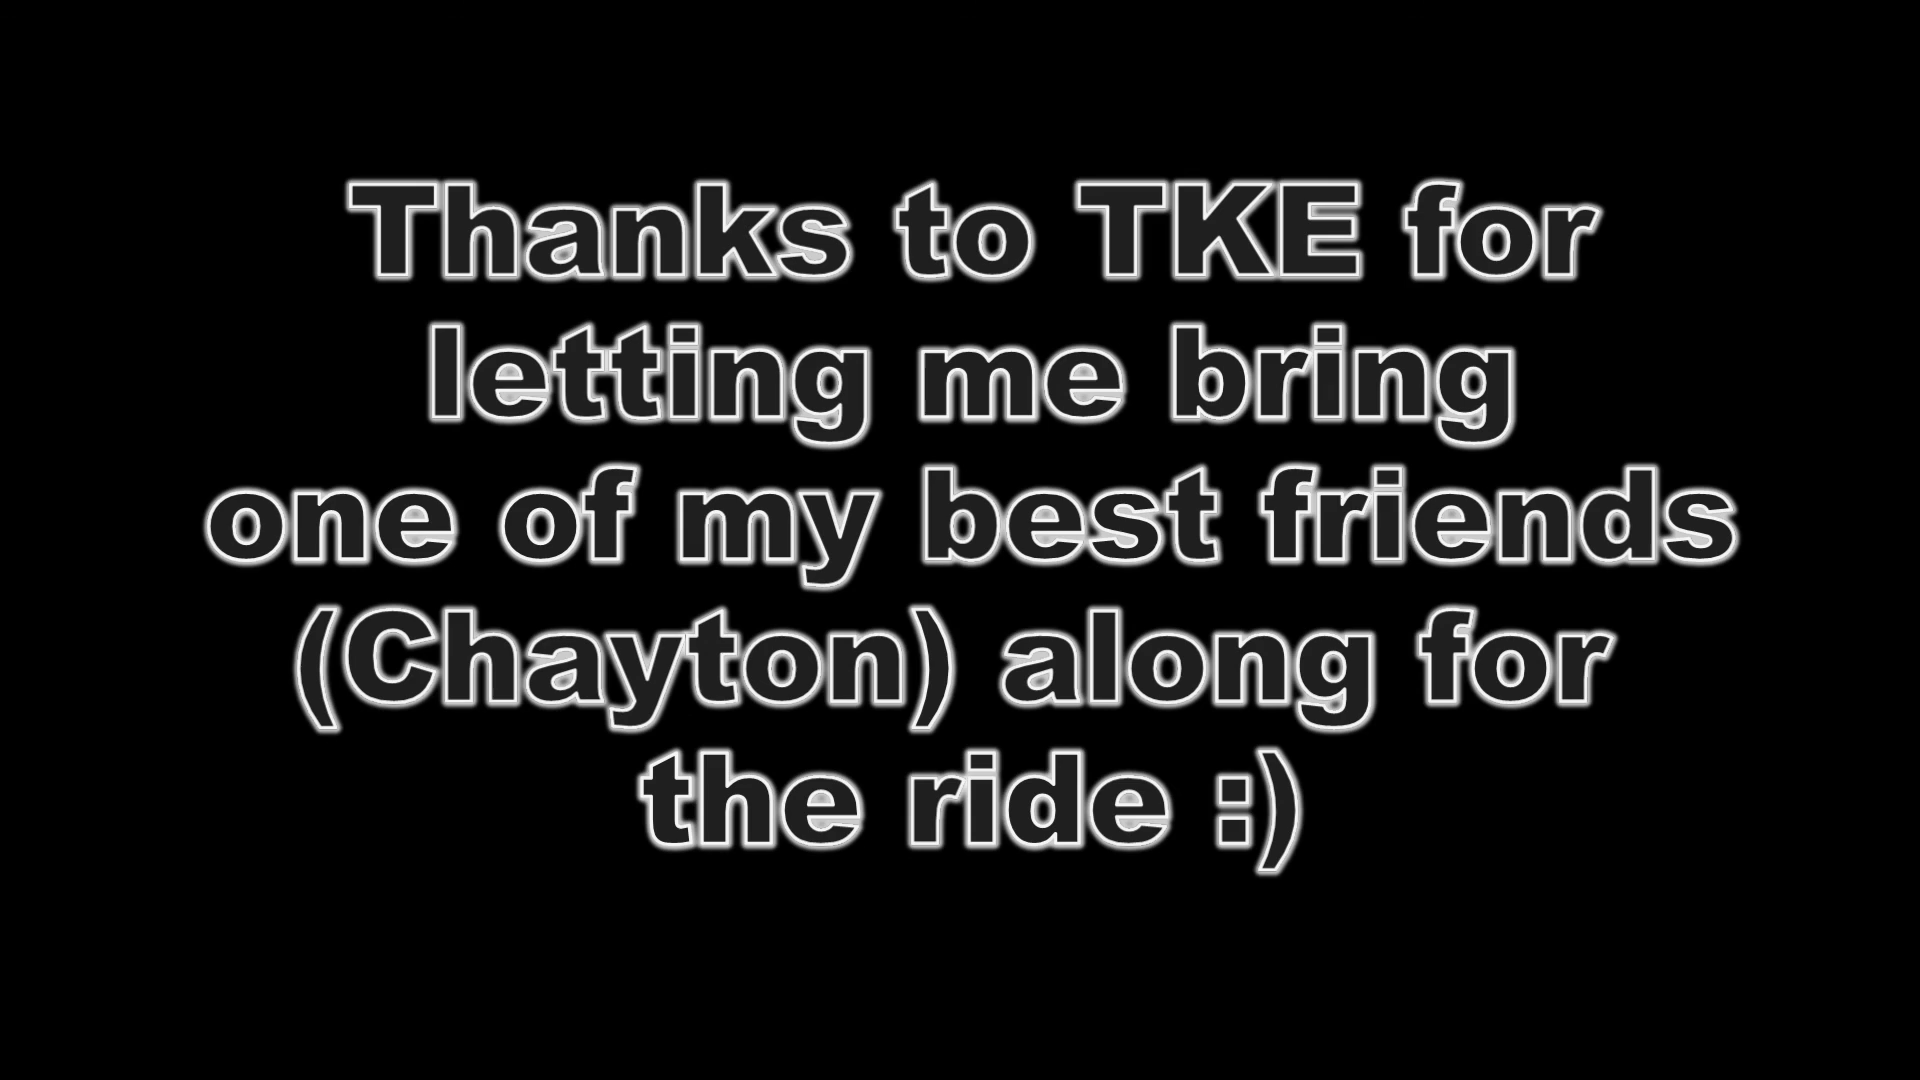 Thanks to TKE for
letting me bring
one of my best friends
(Chayton) along for
the ride :)